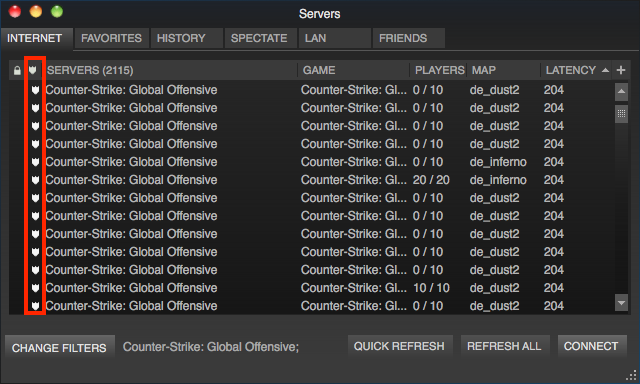 Servers
INTERNET FAVORITES HISTORY SPECTATE LAN FRIENDS
SERVERS (2115) GAME PLAYERS MAP LATENCY
Counter-Strike: Global Offensive Counter-Strike: Gl... 0 / 10 de_dust2 204
Counter-Strike: Global Offensive Counter-Strike: Gl... 0 / 10 de_dust2 204
Counter-Strike: Global Offensive Counter-Strike: Gl... 0 / 10 de_dust2 204
Counter-Strike: Global Offensive Counter-Strike: Gl... 0 / 10 de_dust2 204
Counter-Strike: Global Offensive Counter-Strike: Gl... 0 / 10 de_inferno 204
Counter-Strike: Global Offensive Counter-Strike: Gl... 20 / 20 de_inferno 204
Counter-Strike: Global Offensive Counter-Strike: Gl... 0 / 10 de_dust2 204
Counter-Strike: Global Offensive Counter-Strike: Gl... 0 / 10 de_dust2 204
Counter-Strike: Global Offensive Counter-Strike: Gl... 0 / 10 de_dust2 204
Counter-Strike: Global Offensive Counter-Strike: Gl... 0 / 10 de_dust2 204
Counter-Strike: Global Offensive Counter-Strike: Gl... 0 / 10 de_dust2 204
Counter-Strike: Global Offensive Counter-Strike: Gl... 10 / 10 de_dust2 204
Counter-Strike: Global Offensive Counter-Strike: Gl... 0 / 10 de_dust2 204
CHANGE FILTERS Counter-Strike: Global Offensive; QUICK REFRESH REFRESH ALL CONNECT